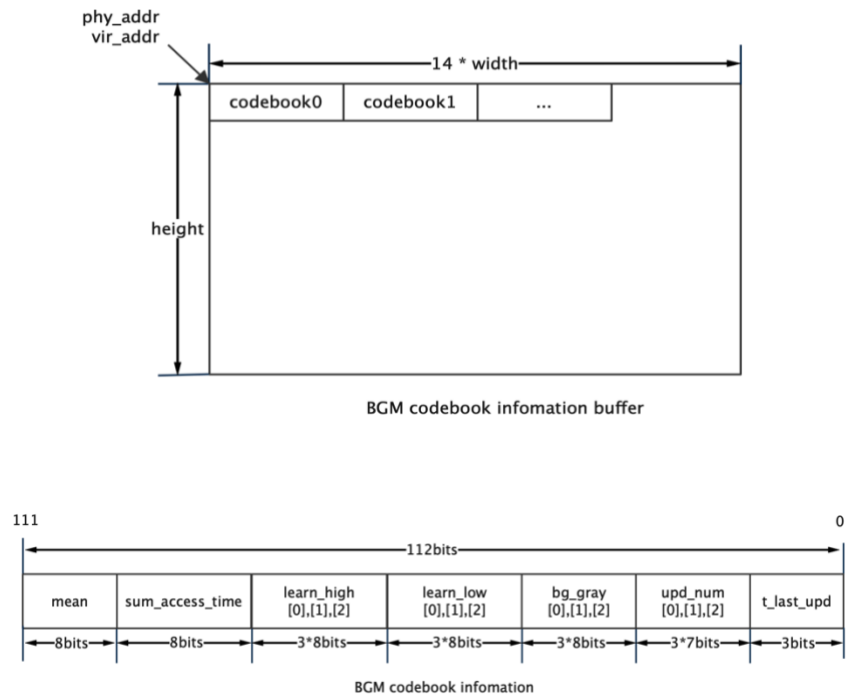 phy_addr
vir_addr
14 * width
codebook0 codebook1 ...
height
BGM codebook infomation buffer
111 0
112bits
mean sum_access_time learn_high learn_low bg_gray upd_num t_last_upd
[0],[1],[2] [0],[1],[2] [0],[1],[2] [0],[1],[2]
8bits 8bits 3*8bits 3*8bits 3*8bits 3*7bits 3bits
BGM codebook infomation